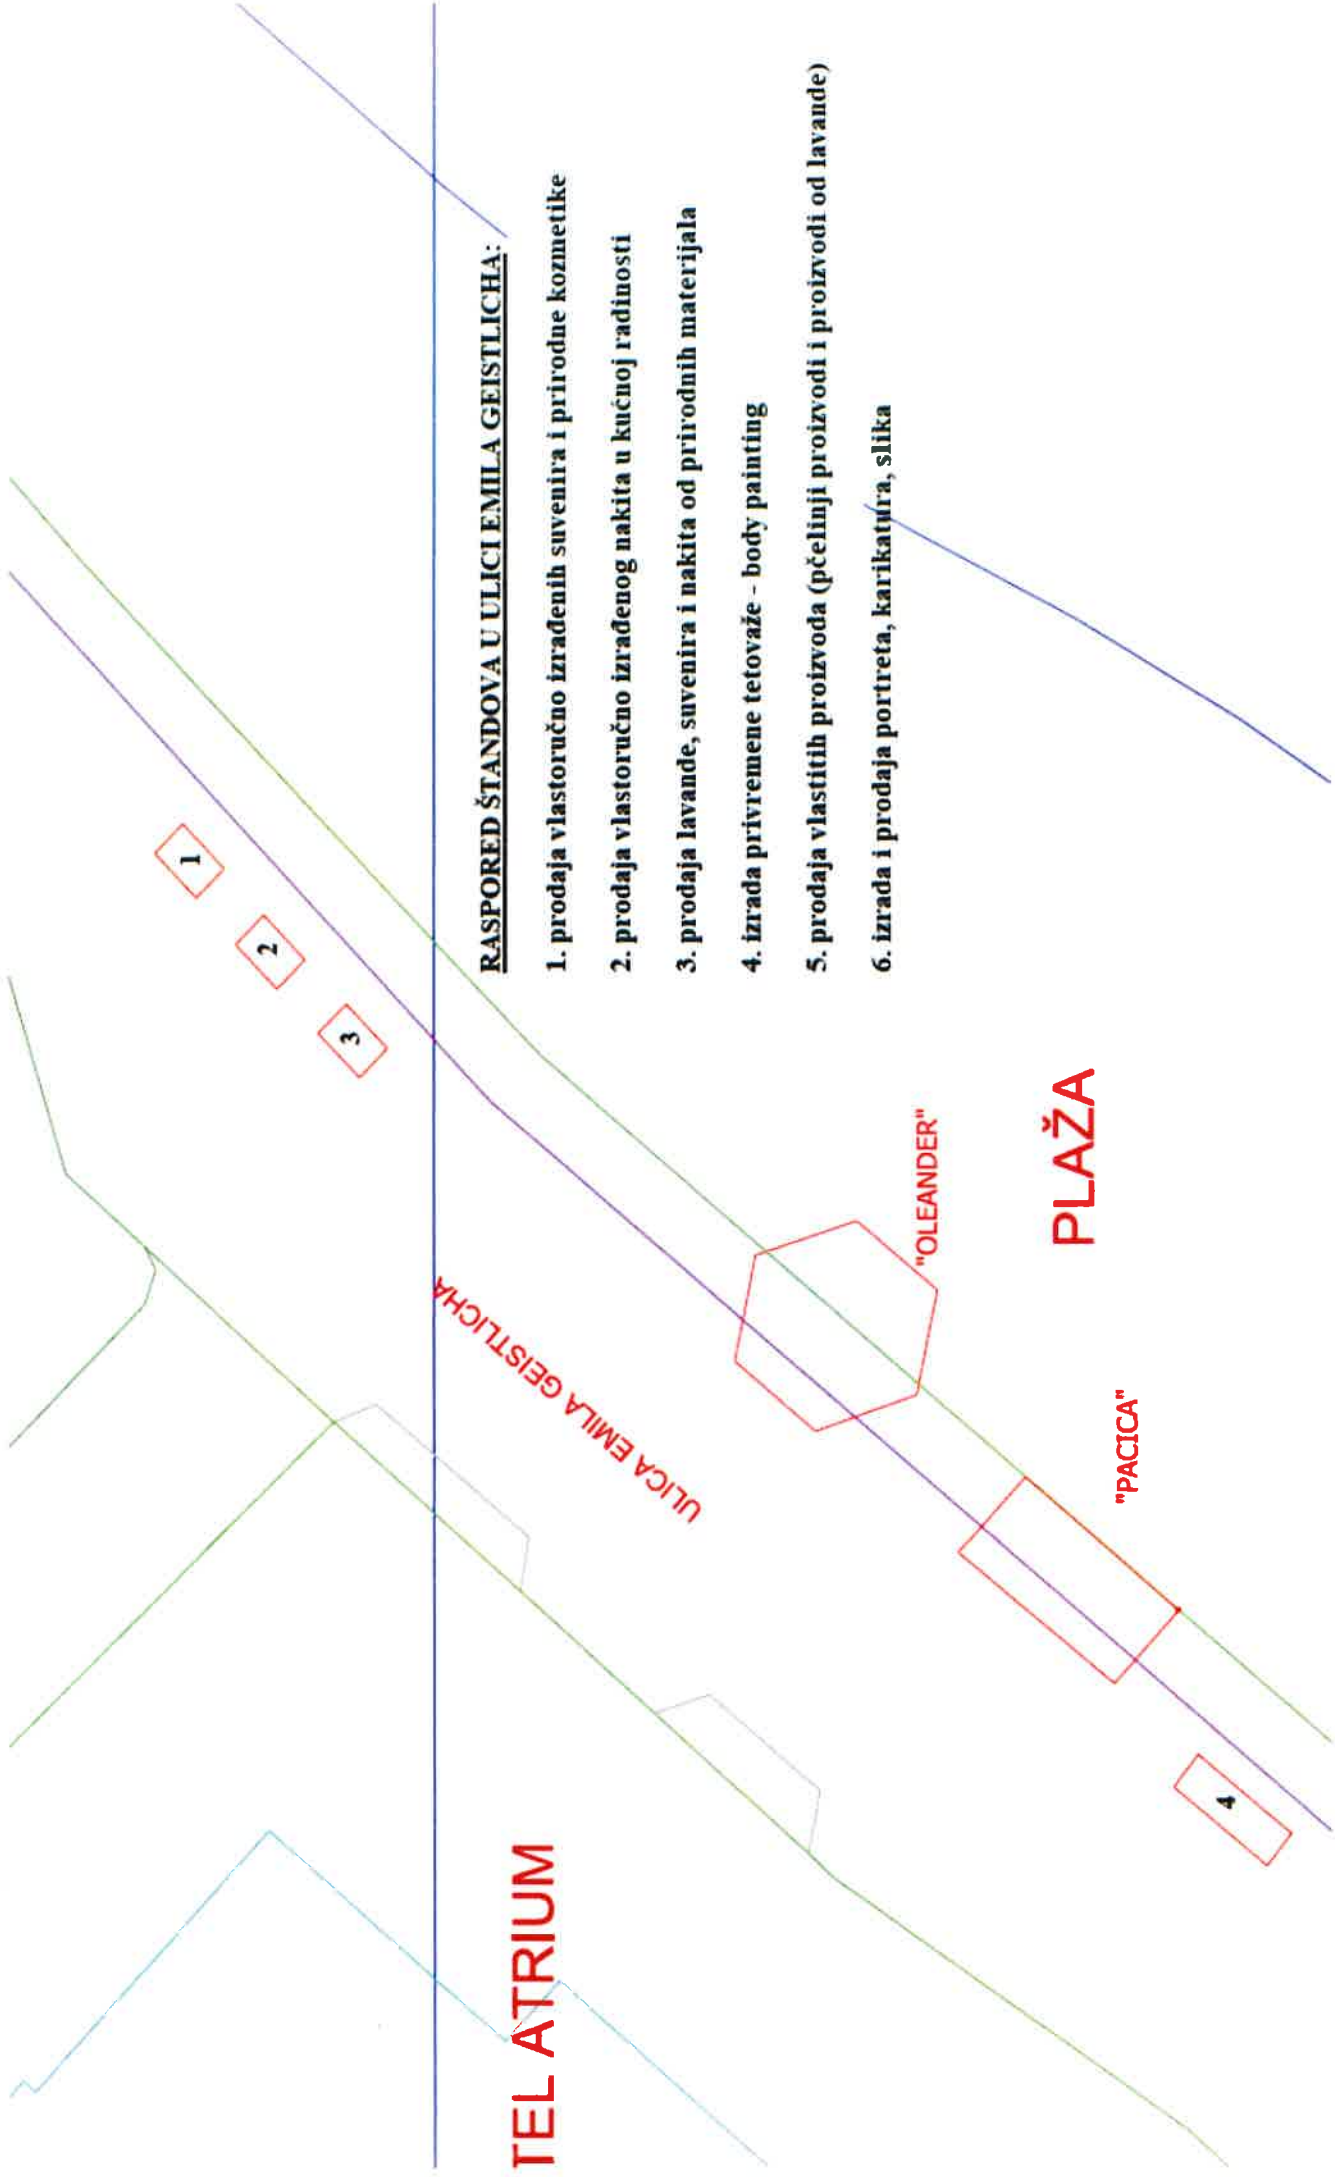 RASPORED ŠTANDOVA U ULICI EMILA GEISTLICHA:
1. prodaja vlastoručno izrađenih suvenira i prirodne kozmetike
2. prodaja vlastoručno izrađenog nakita u kućnoj radinosti
3. prodaja lavande, suvenira i nakita od prirodnih materijala
4. izrada privremene tetovaže - body painting
5. prodaja vlastitih proizvoda (pčelinji proizvodi i proizvodi od lavande)
6. izrada i prodaja portreta, karikatura, slika
1
2
3
ULICA EMILA GEISTLICHA
TEL ATRIUM
"OLEANDER"
PLAŽA
"PACICA"
4